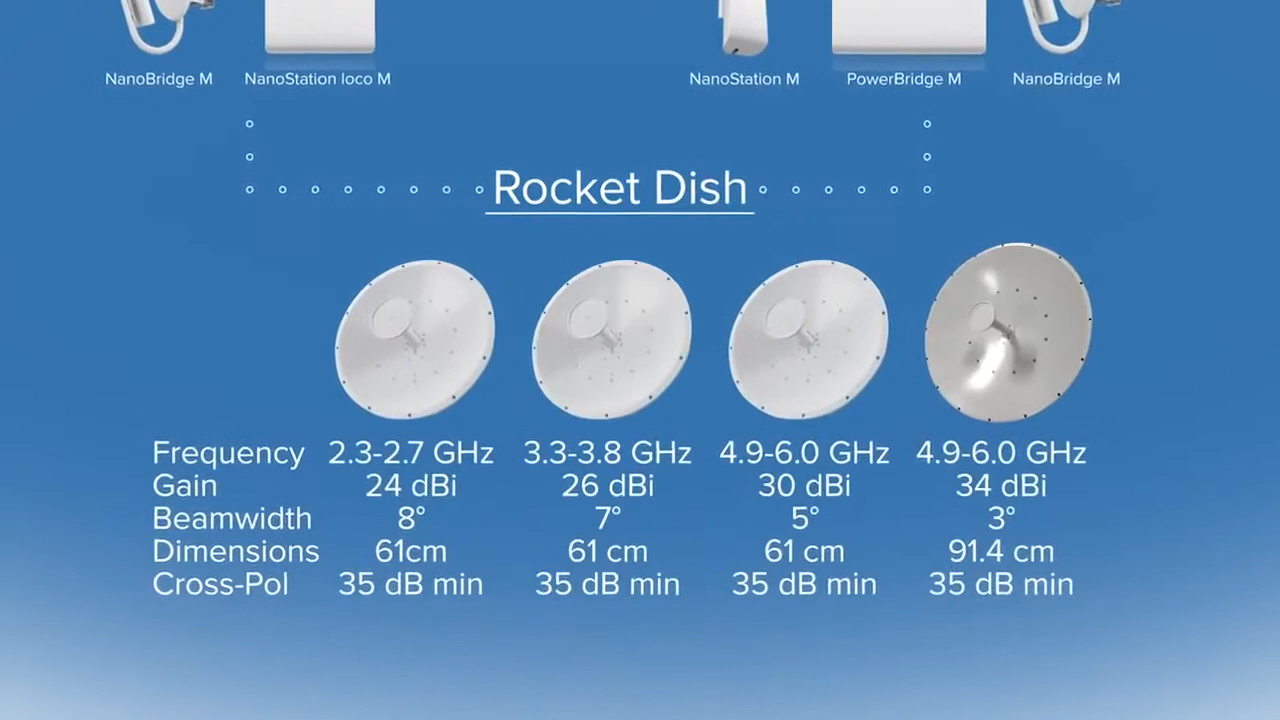 NanoBridge M NanoStation loco M NanoStation M PowerBridge M NanoBridge M
Rocket Dish
Frequency 2.3-2.7 GHz 3.3-3.8 GHz 4.9-6.0 GHz 4.9-6.0 GHz
Gain 24 dBi 26 dBi 30 dBi 34 dBi
Beamwidth 8° 7° 5° 3°
Dimensions 61cm 61 cm 61 cm 91.4 cm
Cross-Pol 35 dB min 35 dB min 35 dB min 35 dB min